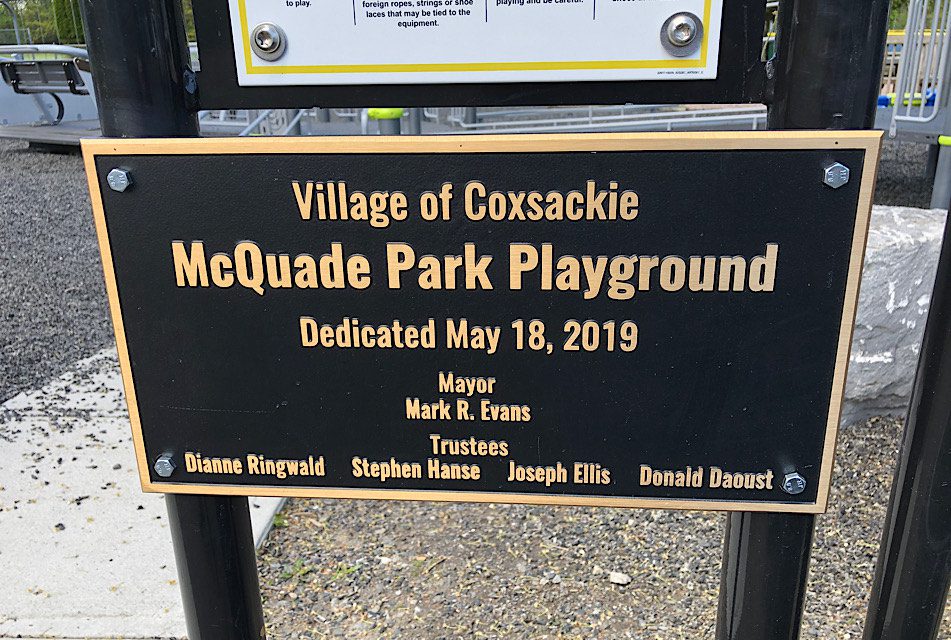 to play.
foreign ropes, strings or shoe
laces that may be tied to the
equipment.
playing and be careful.
Village of Coxsackie
McQuade Park Playground
Dedicated May 18, 2019
Mayor
Mark R. Evans
Trustees
Dianne Ringwald Stephen Hanse Joseph Ellis Donald Daoust